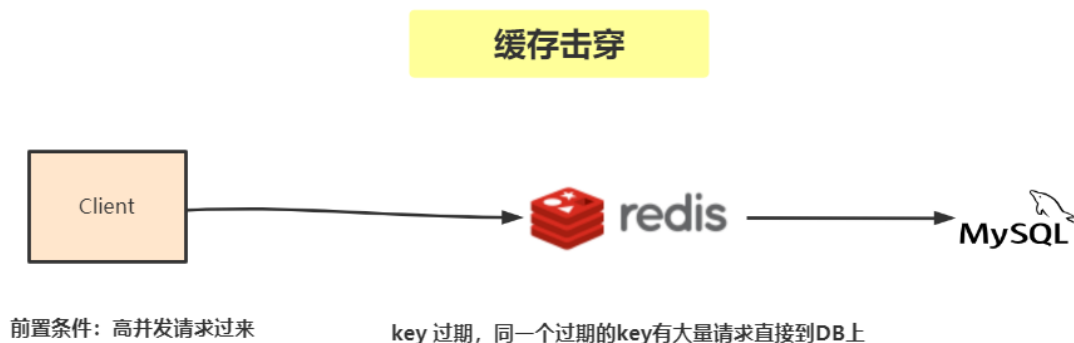 缓存击穿
Client
redis
MySQL
前置条件：高并发请求过来
key 过期，同一个过期的key有大量请求直接到DB上